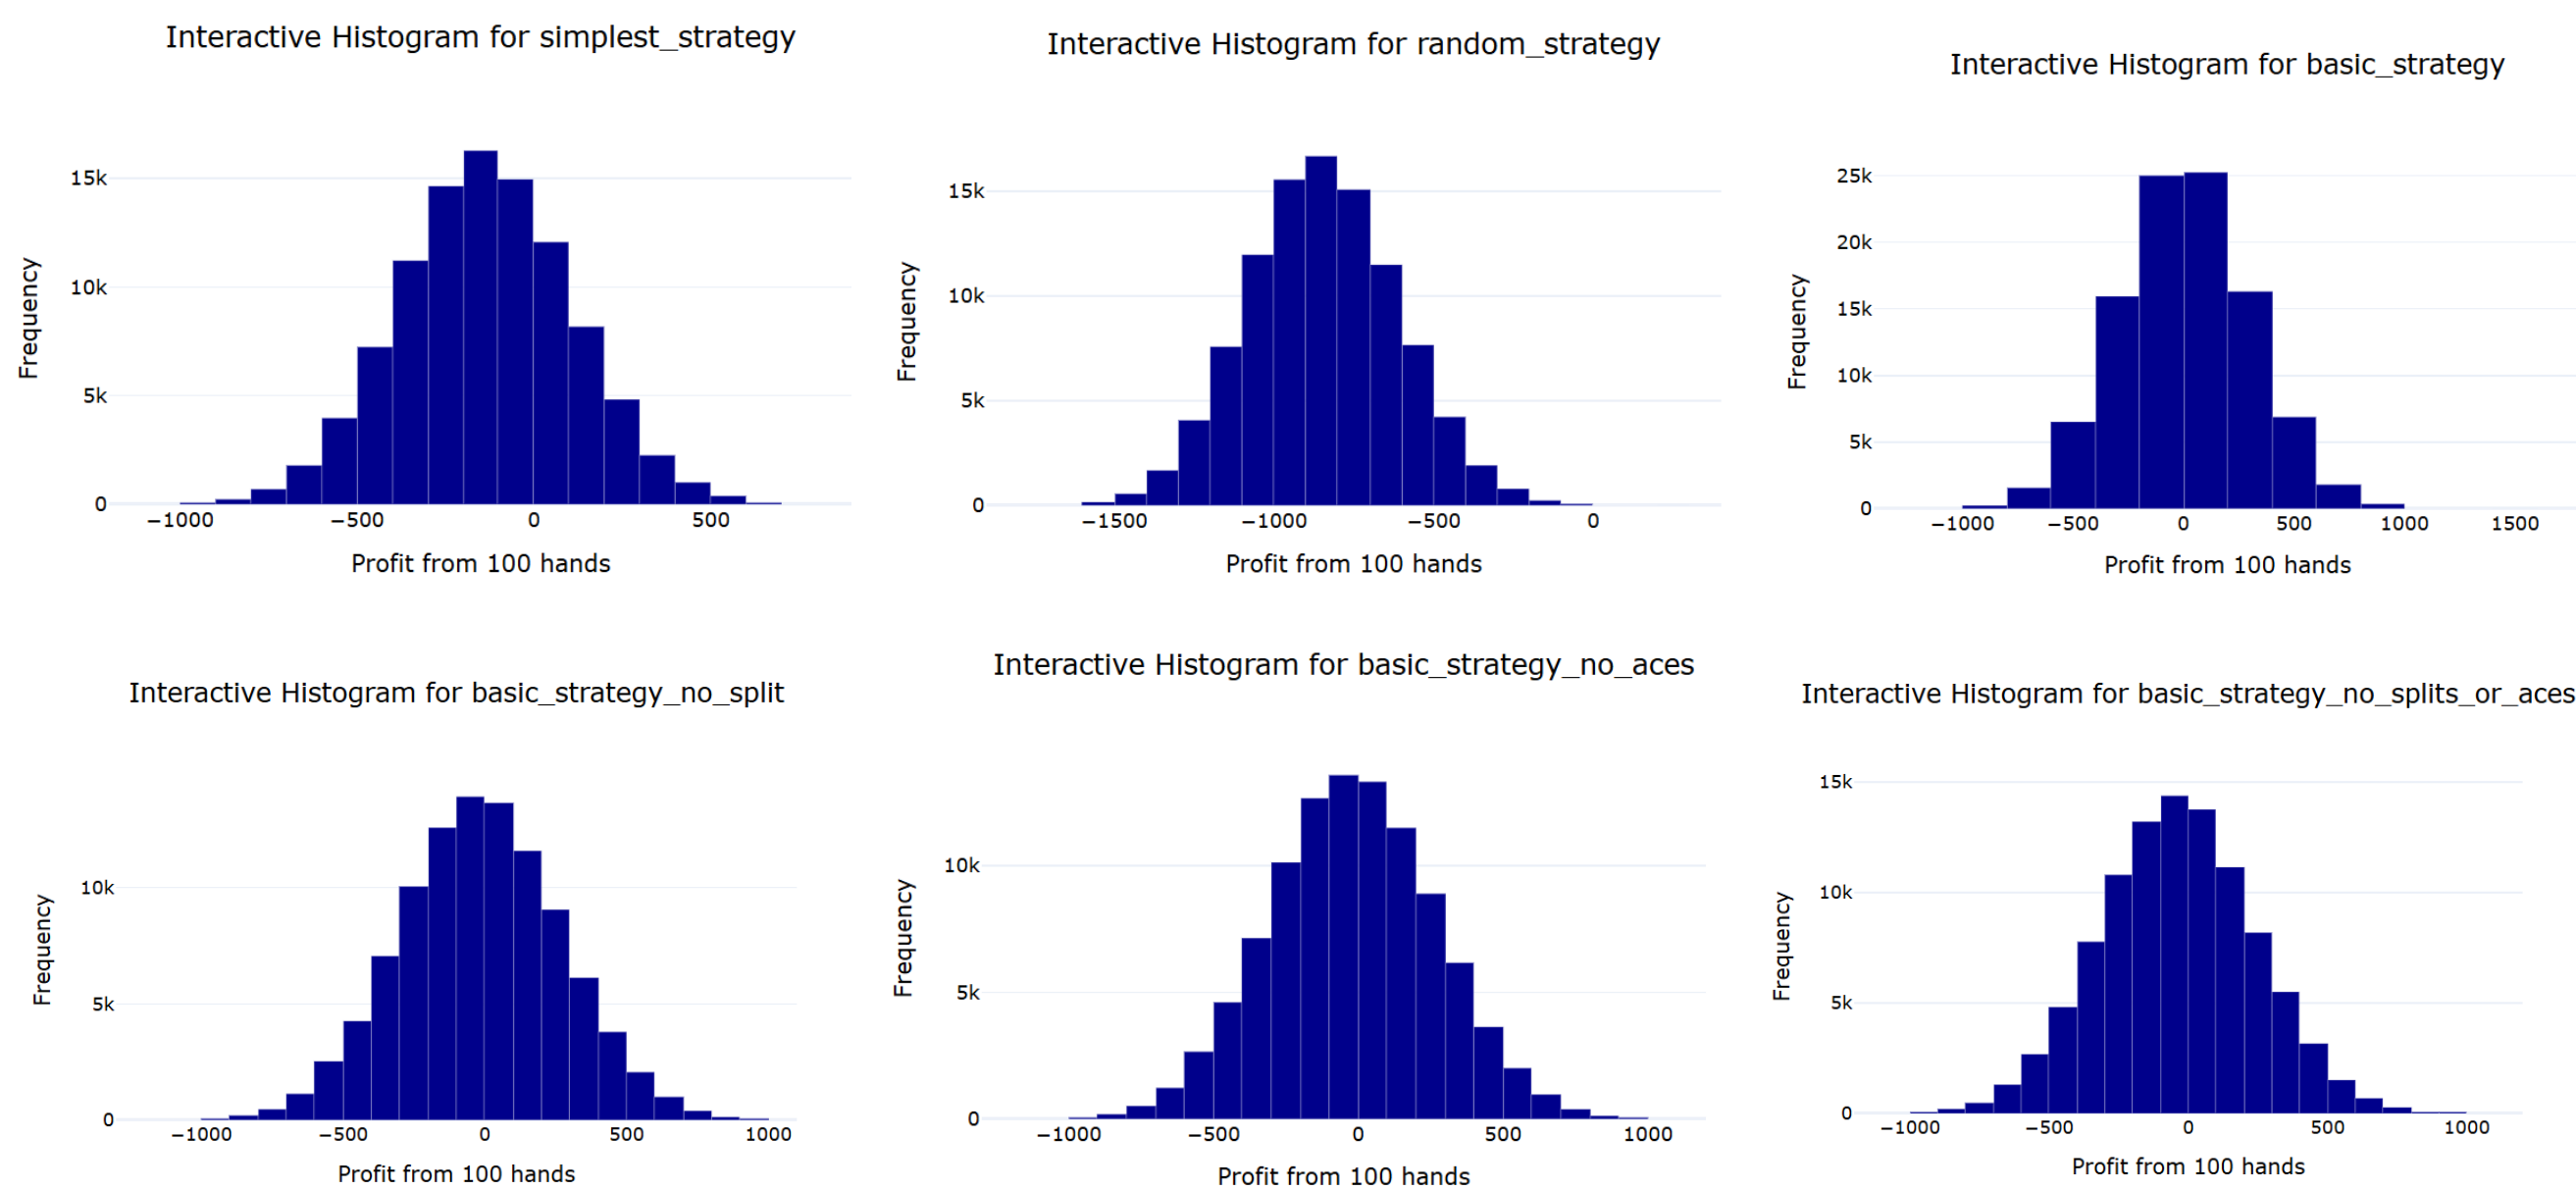 Interactive Histogram for simplest_strategy
15k
10k
5k
0
Frequency
−1000
−500
0
500
Profit from 100 hands
Interactive Histogram for random_strategy
15k
10k
5k
0
Frequency
−1500
−1000
−500
0
Profit from 100 hands
Interactive Histogram for basic_strategy
25k
20k
15k
10k
5k
0
Frequency
−1000
−500
0
500
1000
1500
Profit from 100 hands
Interactive Histogram for basic_strategy_no_split
10k
5k
0
Frequency
−1000
−500
0
500
1000
Profit from 100 hands
Interactive Histogram for basic_strategy_no_aces
10k
5k
0
Frequency
−1000
−500
0
500
1000
Profit from 100 hands
Interactive Histogram for basic_strategy_no_splits_or_aces
15k
10k
5k
0
Frequency
−1000
−500
0
500
1000
Profit from 100 hands